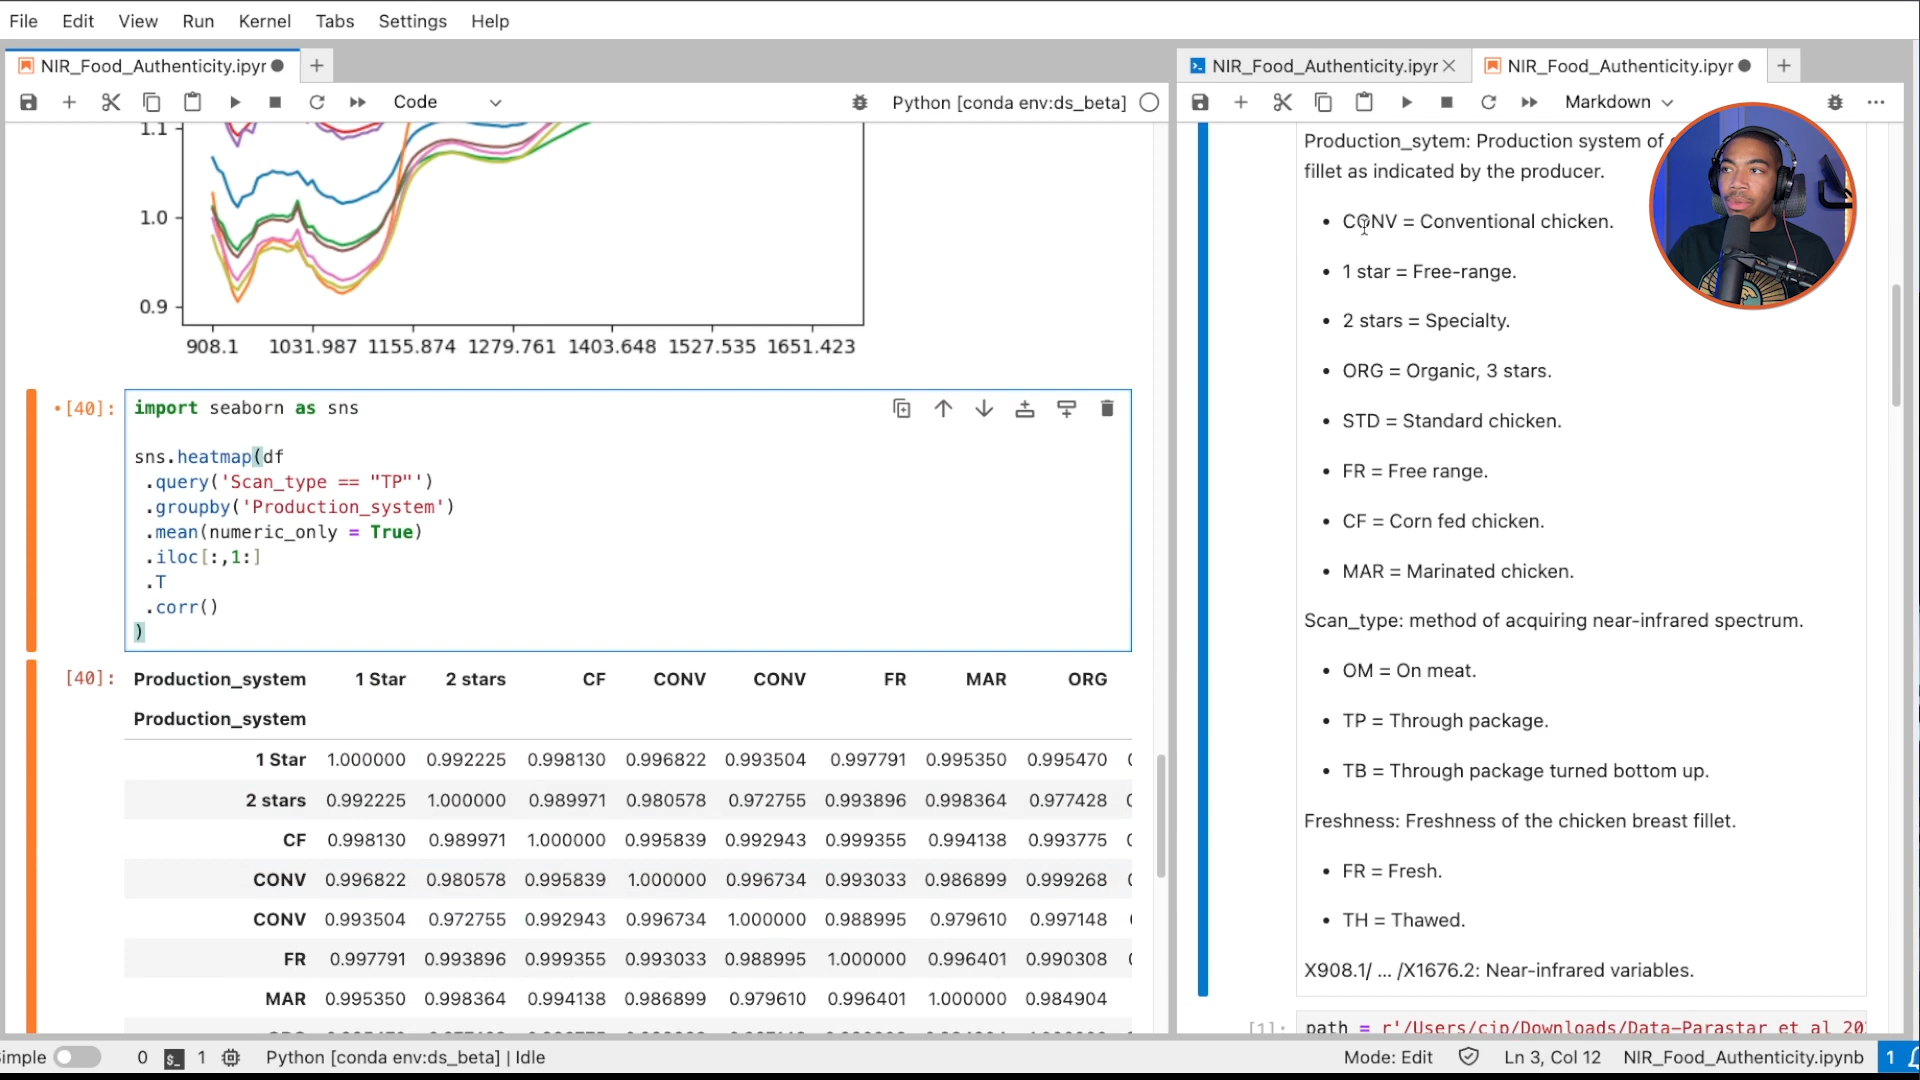 File Edit View Run Kernel Tabs Settings Help
NIR_Food_Authenticity.ipyr
NIR_Food_Authenticity.ipyr
NIR_Food_Authenticity.ipyr
Code
Python [conda env:ds_beta]
Markdown
1.1
1.0
0.9
908.1 1031.987 1155.874 1279.761 1403.648 1527.535 1651.423
[40]:
import seaborn as sns
sns.heatmap(df
.query('Scan_type == "TP"')
.groupby('Production_system')
.mean(numeric_only = True)
.iloc[:,1:]
.T
.corr()
)
[40]:
Production_system 1 Star 2 stars CF CONV CONV FR MAR ORG
Production_system
1 Star 1.000000 0.992225 0.998130 0.996822 0.993504 0.997791 0.995350 0.995470
2 stars 0.992225 1.000000 0.989971 0.980578 0.972755 0.993896 0.998364 0.977428
CF 0.998130 0.989971 1.000000 0.995839 0.992943 0.999355 0.994138 0.993775
CONV 0.996822 0.980578 0.995839 1.000000 0.996734 0.993033 0.986899 0.999268
CONV 0.993504 0.972755 0.992943 0.996734 1.000000 0.988995 0.979610 0.997148
FR 0.997791 0.993896 0.999355 0.993033 0.988995 1.000000 0.996401 0.990308
MAR 0.995350 0.998364 0.994138 0.986899 0.979610 0.996401 1.000000 0.984904
Production_sytem: Production system of
fillet as indicated by the producer.
• CONV = Conventional chicken.
• 1 star = Free-range.
• 2 stars = Specialty.
• ORG = Organic, 3 stars.
• STD = Standard chicken.
• FR = Free range.
• CF = Corn fed chicken.
• MAR = Marinated chicken.
Scan_type: method of acquiring near-infrared spectrum.
• OM = On meat.
• TP = Through package.
• TB = Through package turned bottom up.
Freshness: Freshness of the chicken breast fillet.
• FR = Fresh.
• TH = Thawed.
X908.1/ ... /X1676.2: Near-infrared variables.
[1]: path = r'/Users/cip/Downloads/Data-Parastar et al 20
imple 0 $_ 1 Python [conda env:ds_beta] | Idle
Mode: Edit Ln 3, Col 12 NIR_Food_Authenticity.ipynb 1